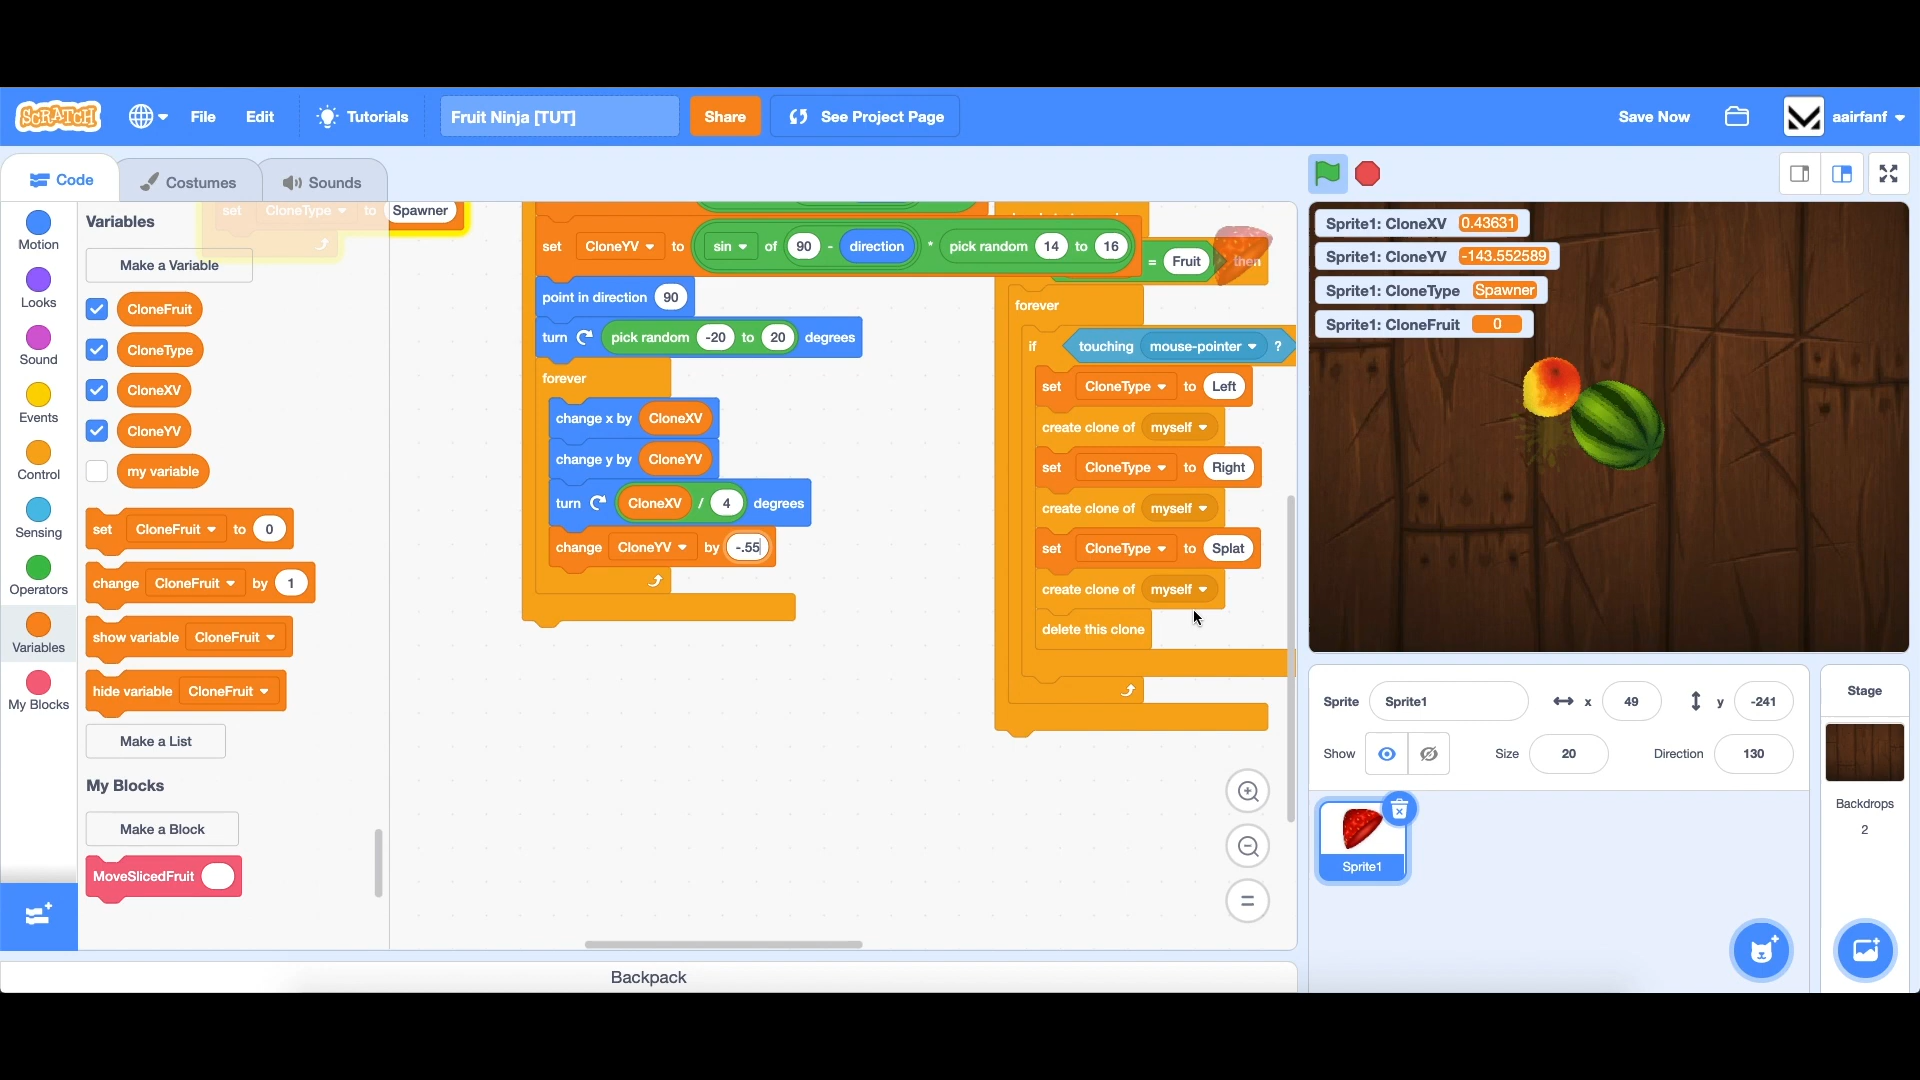 SCRATCH
File
Edit
Tutorials
Fruit Ninja [TUT]
Share
See Project Page
Save Now
aairfanf
Code
Costumes
Sounds
Motion
Looks
Sound
Events
Control
Sensing
Operators
Variables
My Blocks
Variables
Make a Variable
CloneFruit
CloneType
CloneXV
CloneYV
my variable
set CloneFruit to 0
change CloneFruit by 1
show variable CloneFruit
hide variable CloneFruit
Make a List
My Blocks
Make a Block
MoveSlicedFruit
set CloneType to Spawner
set CloneYV to sin of 90 - direction * pick random 14 to 16
point in direction 90
turn pick random -20 to 20 degrees
forever
change x by CloneXV
change y by CloneYV
turn CloneXV / 4 degrees
change CloneYV by -.55
= Fruit then
forever
if touching mouse-pointer ?
set CloneType to Left
create clone of myself
set CloneType to Right
create clone of myself
set CloneType to Splat
create clone of myself
delete this clone
Backpack
Sprite1: CloneXV 0.43631
Sprite1: CloneYV -143.552589
Sprite1: CloneType Spawner
Sprite1: CloneFruit 0
Sprite Sprite1 x 49 y -241
Show Size 20 Direction 130
Sprite1
Stage
Backdrops
2